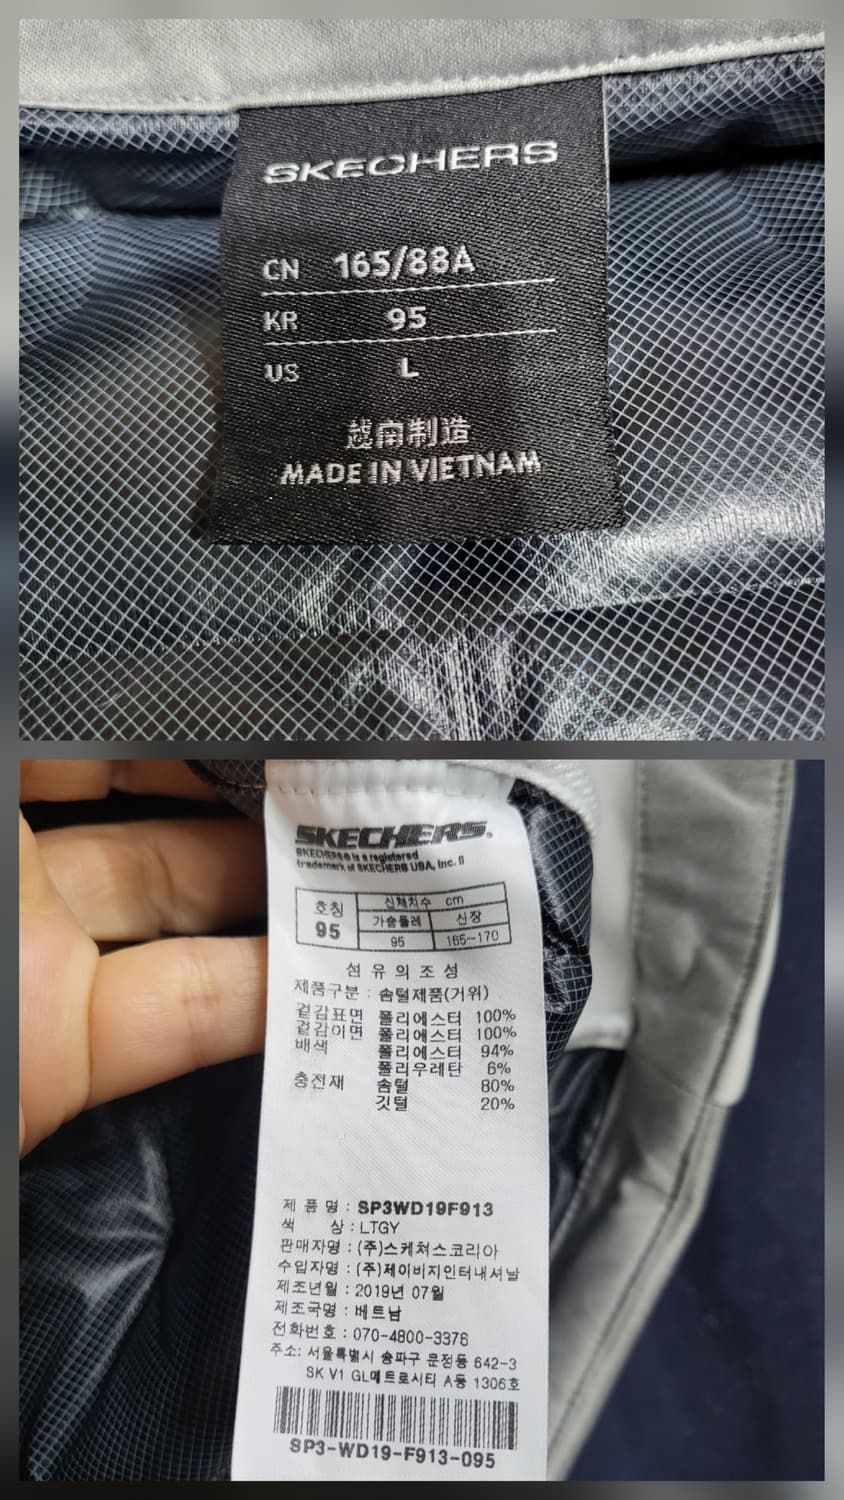 SKECHERS
CN 165/88A
KR 95
US L
越南制造
MADE IN VIETNAM
SKECHERS.
SKECHERS® is a registered
trademark of SKECHERS USA, Inc. II
호칭 95
신체치수 cm
가슴둘레 신장
95 165~170
섬유의조성
제품구분 : 솜털제품(거위)
겉감표면 폴리에스터 100%
겉감이면 폴리에스터 100%
배색 폴리에스터 94%
폴리우레탄 6%
충전재 솜털 80%
깃털 20%
제 품 명 : SP3WD19F913
색 상 : LTGY
판매자명 : (주)스케쳐스코리아
수입자명 : (주)제이비지인터내셔날
제조년월 : 2019년 07월
제조국명 : 베트남
전화번호 : 070-4800-3376
주소: 서울특별시 송파구 문정동 642-3
SK V1 GL메트로시티 A동 1306호
SP3-WD19-F913-095